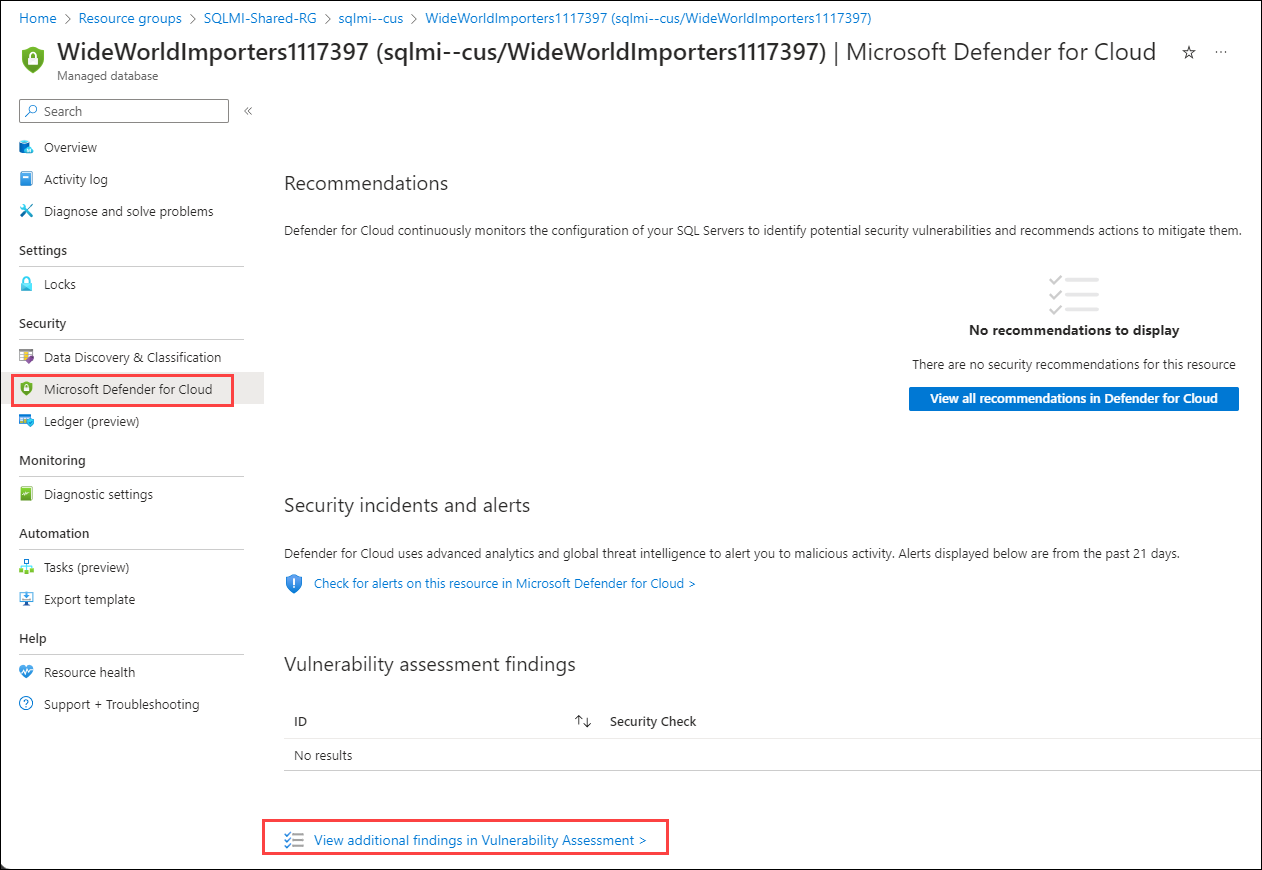 Home > Resource groups > SQLMI-Shared-RG > sqlmi--cus > WideWorldImporters1117397 (sqlmi--cus/WideWorldImporters1117397)
WideWorldImporters1117397 (sqlmi--cus/WideWorldImporters1117397) | Microsoft Defender for Cloud
Managed database
Search
Overview
Activity log
Diagnose and solve problems
Settings
Locks
Security
Data Discovery & Classification
Microsoft Defender for Cloud
Ledger (preview)
Monitoring
Diagnostic settings
Automation
Tasks (preview)
Export template
Help
Resource health
Support + Troubleshooting
Recommendations
Defender for Cloud continuously monitors the configuration of your SQL Servers to identify potential security vulnerabilities and recommends actions to mitigate them.
No recommendations to display
There are no security recommendations for this resource
View all recommendations in Defender for Cloud
Security incidents and alerts
Defender for Cloud uses advanced analytics and global threat intelligence to alert you to malicious activity. Alerts displayed below are from the past 21 days.
Check for alerts on this resource in Microsoft Defender for Cloud >
Vulnerability assessment findings
ID Security Check
No results
View additional findings in Vulnerability Assessment >